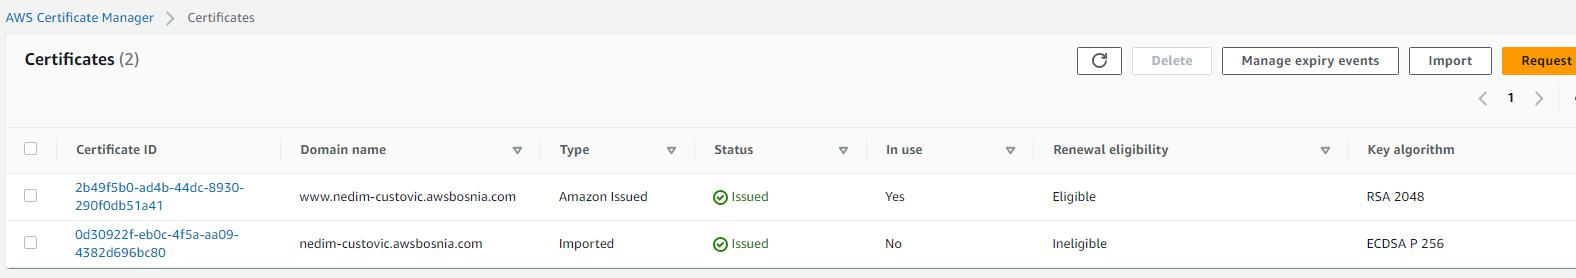 AWS Certificate Manager > Certificates
Certificates (2)
Delete
Manage expiry events
Import
Request
1
Certificate ID
Domain name
Type
Status
In use
Renewal eligibility
Key algorithm
2b49f5b0-ad4b-44dc-8930-
290f0db51a41
www.nedim-custovic.awsbosnia.com
Amazon Issued
Issued
Yes
Eligible
RSA 2048
0d30922f-eb0c-4f5a-aa09-
4382d696bc80
nedim-custovic.awsbosnia.com
Imported
Issued
No
Ineligible
ECDSA P 256